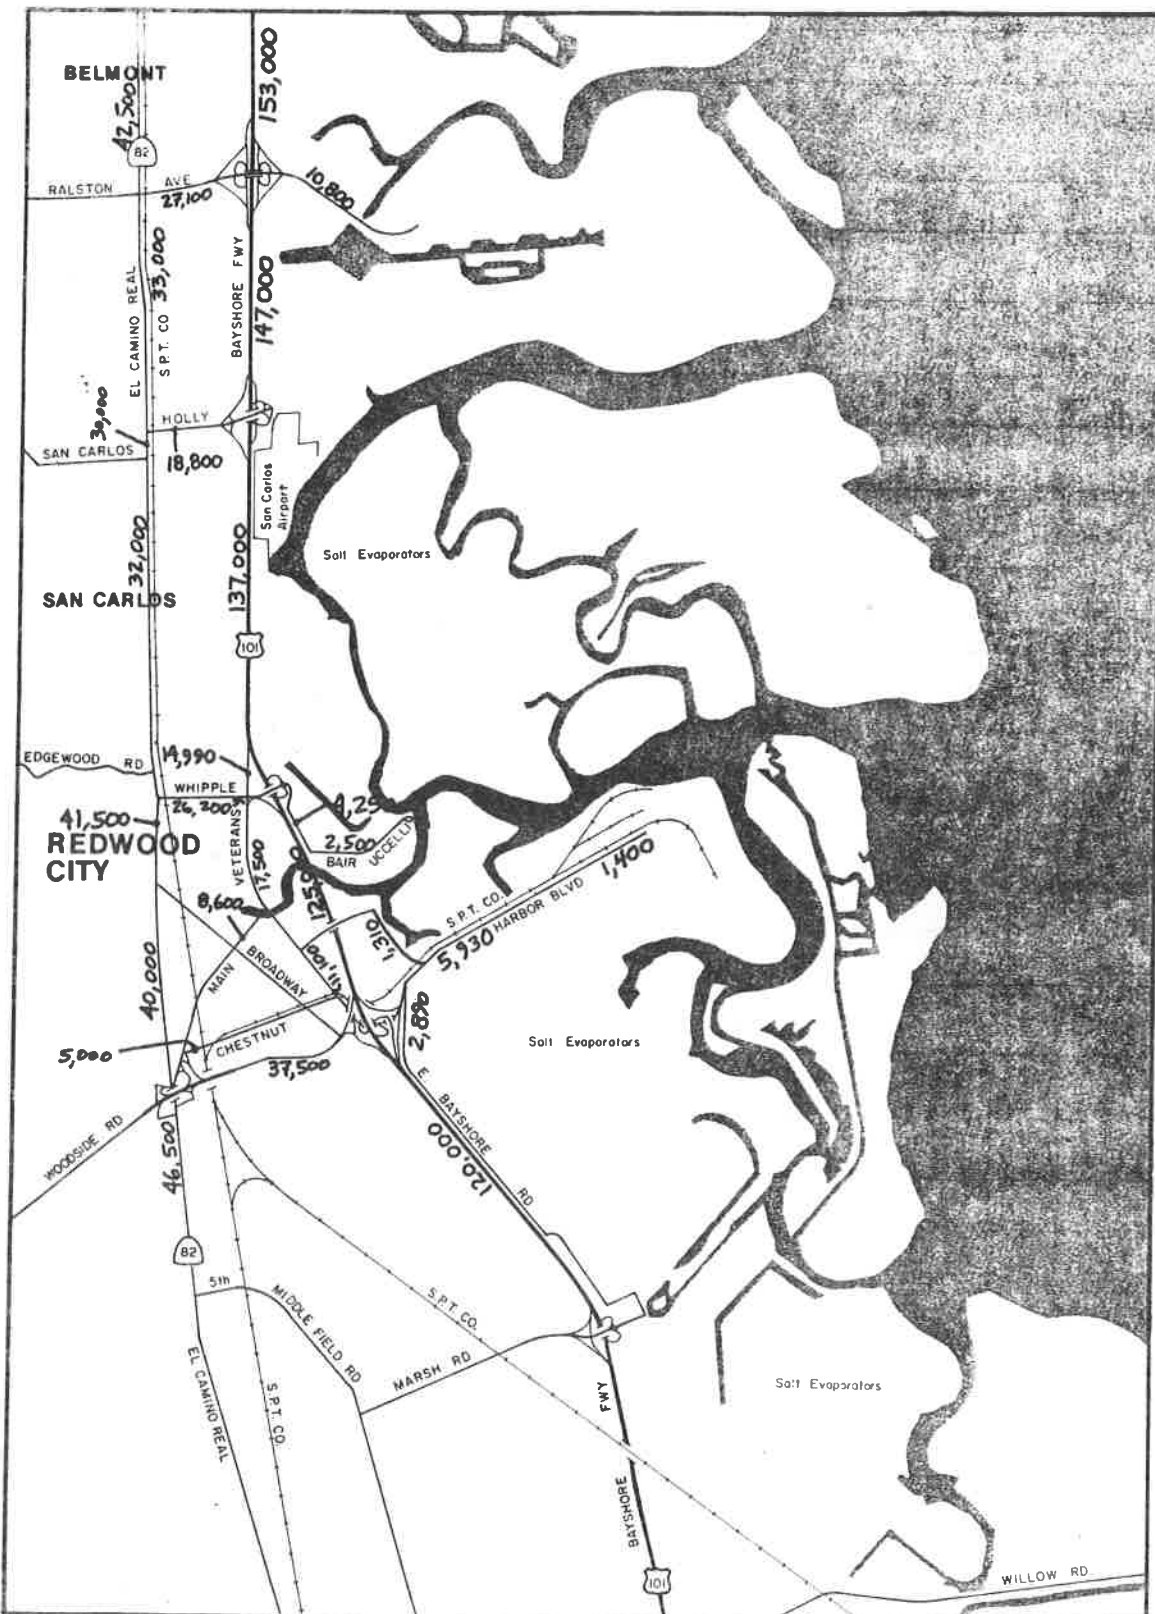 BELMONT
42,500
153,000
82
RALSTON AVE
27,100
10,800
EL CAMINO REAL
S.P.T. CO
33,000
BAYSHORE FWY
147,000
30,000
HOLLY
SAN CARLOS
18,800
San Carlos
Airport
Salt Evaporators
32,000
137,000
SAN CARLOS
101
EDGEWOOD RD
14,990
WHIPPLE
26,200
41,500
REDWOOD
CITY
VETERANS
17,500
2,500
BAIR
UCCELLI
1,400
S.P.T. CO.
HARBOR BLVD
8,600
1,310
5,930
MAIN
BROADWAY
11,100
40,000
2,890
CHESTNUT
5,000
37,500
Salt Evaporators
E BAYSHORE RD
120,000
WOODSIDE RD
46,500
82
5th
MIDDLE FIELD RD
S.P.T. CO.
MARSH RD
EL CAMINO REAL
S.P.T. CO.
Salt Evaporators
BAYSHORE FWY
101
WILLOW RD